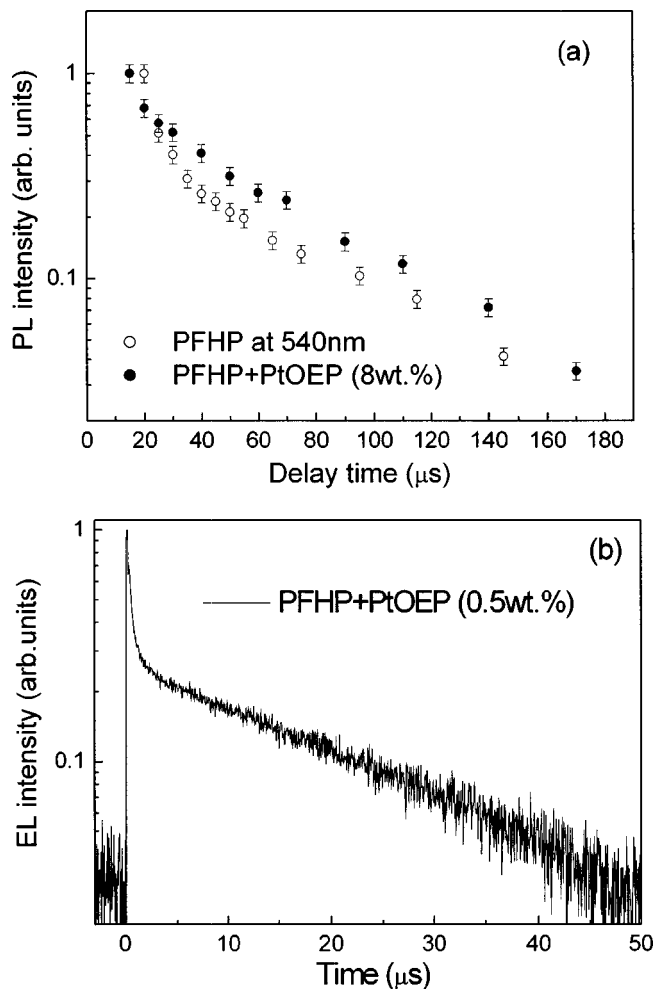 (a)
PL intensity (arb. units)
1
0.1
PFHP at 540nm
PFHP+PtOEP (8wt.%)
0 20 40 60 80 100 120 140 160 180
Delay time (μs)
(b)
EL intensity (arb.units)
1
0.1
PFHP+PtOEP (0.5wt.%)
0 10 20 30 40 50
Time (μs)